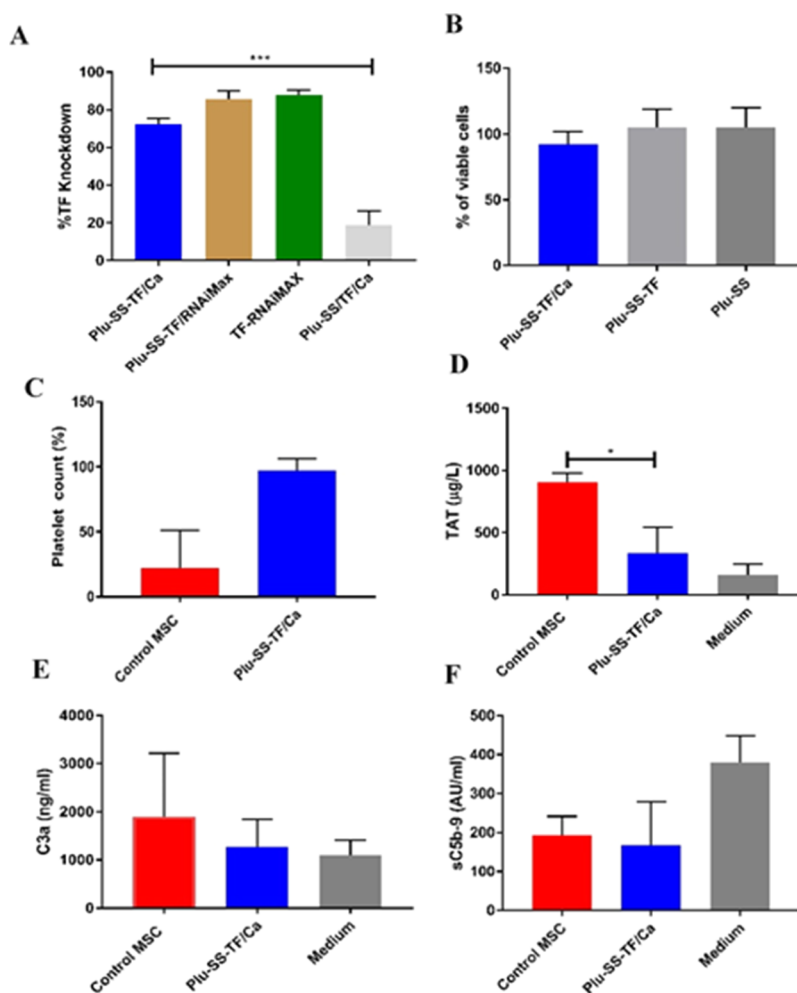 A
***
%TF Knockdown
100
80
60
40
20
0
Plu-SS-TF/Ca
Plu-SS-TF/RNAiMax
TF-RNAiMAX
Plu-SS/TF/Ca
B
% of viable cells
150
100
50
0
Plu-SS-TF/Ca
Plu-SS-TF
Plu-SS
C
Platelet count (%)
150
100
50
0
Control MSC
Plu-SS-TF/Ca
D
*
TAT (µg/L)
1500
1000
500
0
Control MSC
Plu-SS-TF/Ca
Medium
E
C3a (ng/ml)
4000
3000
2000
1000
0
Control MSC
Plu-SS-TF/Ca
Medium
F
sC5b-9 (AU/ml)
500
400
300
200
100
0
Control MSC
Plu-SS-TF/Ca
Medium